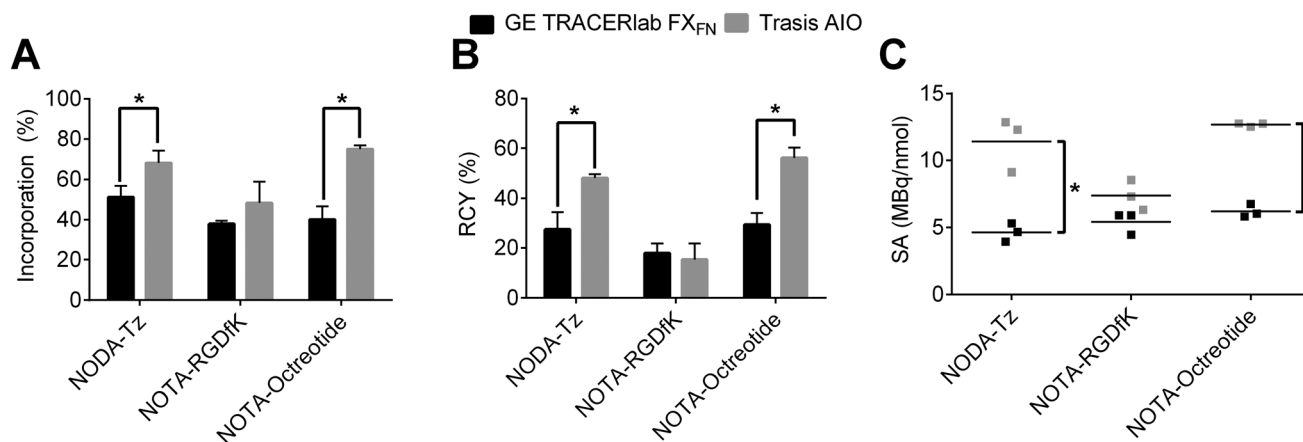 GE TRACERlab FXFN Trasis AIO
A
Incorporation (%)
100
80
60
40
20
0
*
*
NODA-Tz
NOTA-RGDfK
NOTA-Octreotide
B
RCY (%)
80
60
40
20
0
*
*
NODA-Tz
NOTA-RGDfK
NOTA-Octreotide
C
SA (MBq/nmol)
15
10
5
0
*
NODA-Tz
NOTA-RGDfK
NOTA-Octreotide